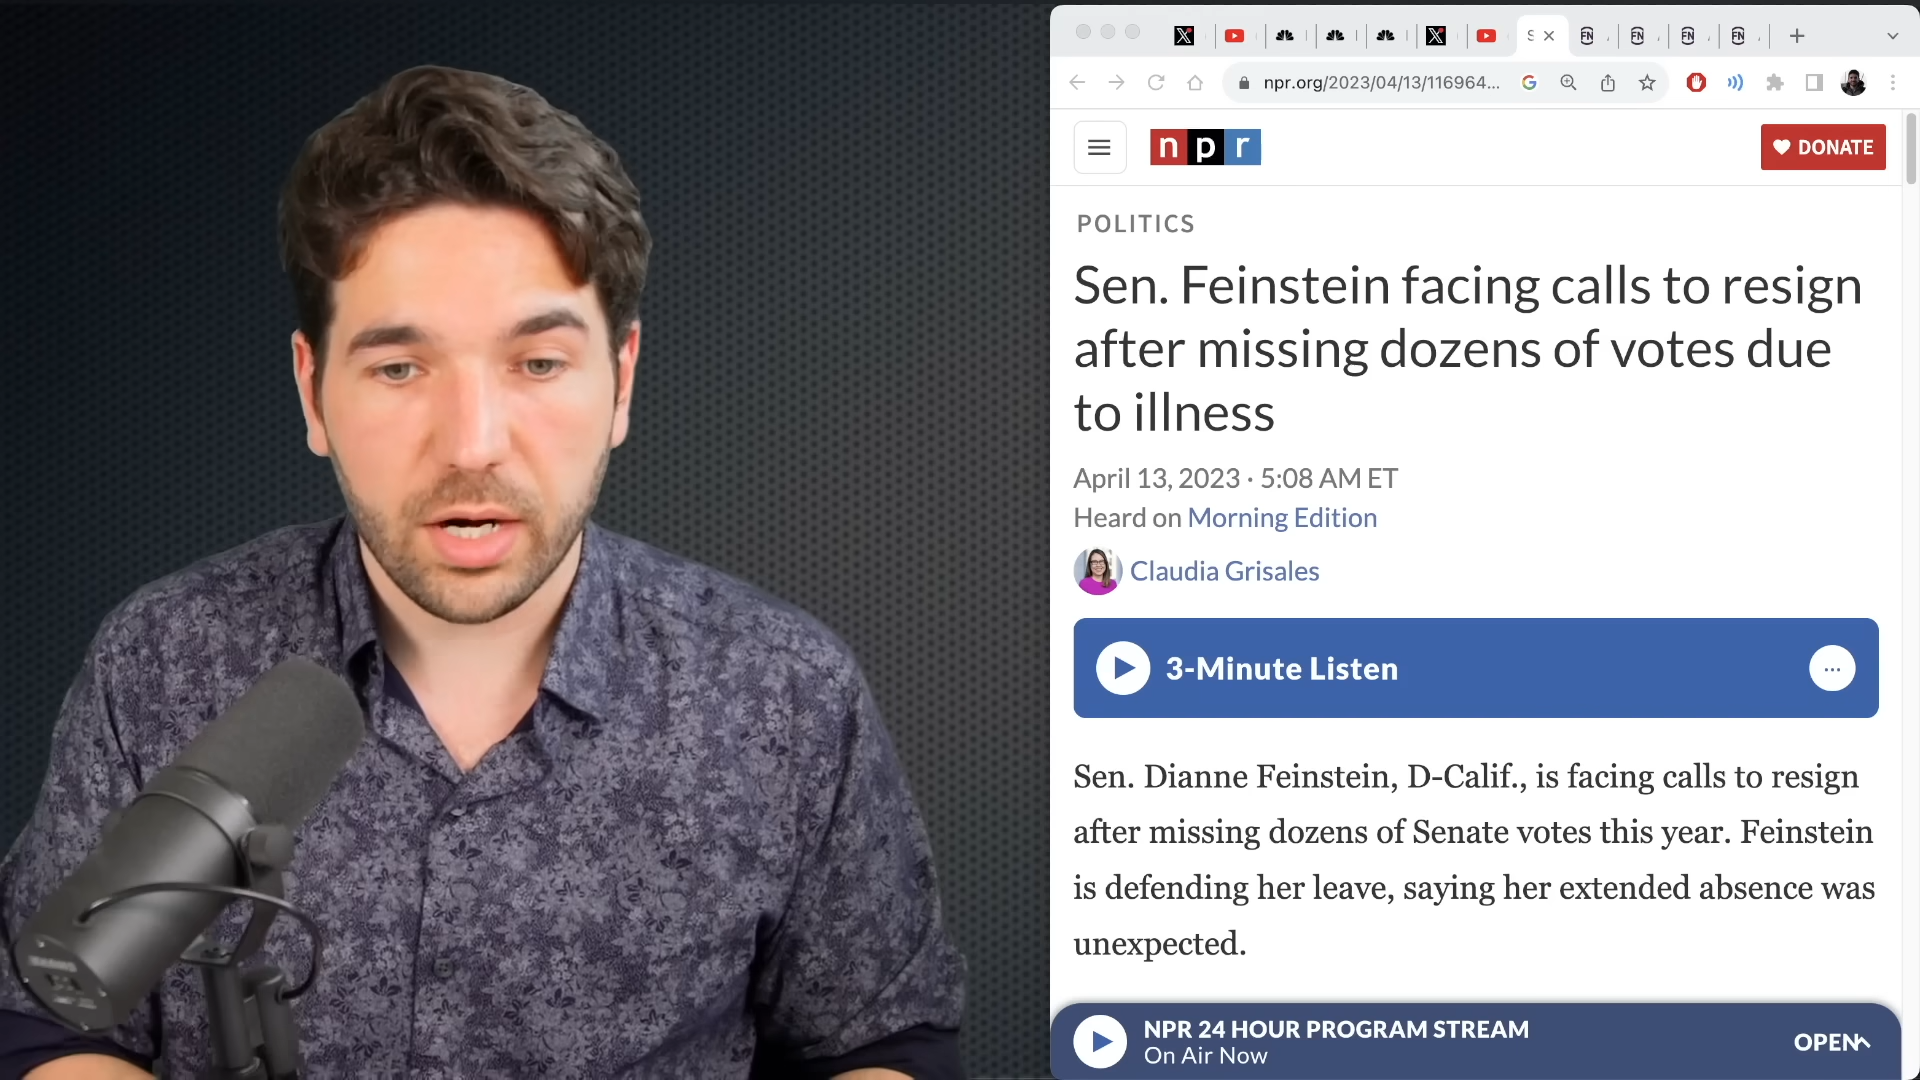 S
FN
FN
FN
FN
npr.org/2023/04/13/116964...
npr
DONATE
POLITICS
Sen. Feinstein facing calls to resign
after missing dozens of votes due
to illness
April 13, 2023 · 5:08 AM ET
Heard on Morning Edition
Claudia Grisales
3-Minute Listen
Sen. Dianne Feinstein, D-Calif., is facing calls to resign
after missing dozens of Senate votes this year. Feinstein
is defending her leave, saying her extended absence was
unexpected.
NPR 24 HOUR PROGRAM STREAM
On Air Now
OPEN